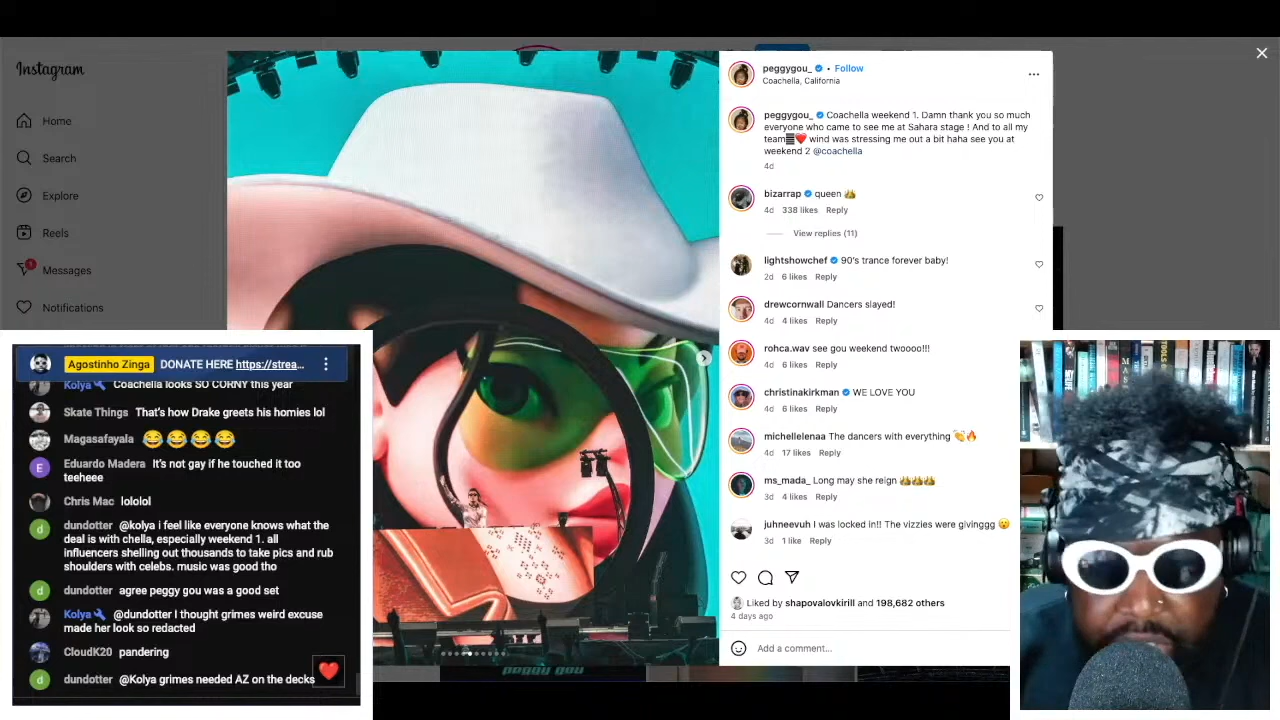 Instagram
Home
Search
Explore
Reels
1
Messages
Notifications
peggygou_ • Follow
Coachella, California
peggygou_ Coachella weekend 1. Damn thank you so much
everyone who came to see me at Sahara stage ! And to all my
team❤️ wind was stressing me out a bit haha see you at
weekend 2 @coachella
4d
bizarrap queen 👑
4d 338 likes Reply
View replies (11)
lightshowchef 90's trance forever baby!
2d 6 likes Reply
drewcornwall Dancers slayed!
4d 4 likes Reply
rohca.wav see gou weekend twoooo!!!
4d 6 likes Reply
christinakirkman WE LOVE YOU
4d 6 likes Reply
michellelenaa The dancers with everything 👏🔥
4d 17 likes Reply
ms_mada_ Long may she reign 👑👑👑
3d 4 likes Reply
juhneevuh I was locked in!! The vizzies were givinggg 😮
3d 1 like Reply
Liked by shapovalovkirill and 198,682 others
4 days ago
Add a comment...
peggy gou
Agostinho Zinga DONATE HERE https://strea...
Kolya Coachella looks SO CORNY this year
Skate Things That's how Drake greets his homies lol
Magasafayala 😂😂😂😂
E Eduardo Madera It's not gay if he touched it too
teeheee
Chris Mac lololol
d dundotter @kolya i feel like everyone knows what the
deal is with chella, especially weekend 1. all
influencers shelling out thousands to take pics and rub
shoulders with celebs. music was good tho
d dundotter agree peggy gou was a good set
Kolya @dundotter I thought grimes weird excuse
made her look so redacted
CloudK20 pandering
d dundotter @Kolya grimes needed AZ on the decks